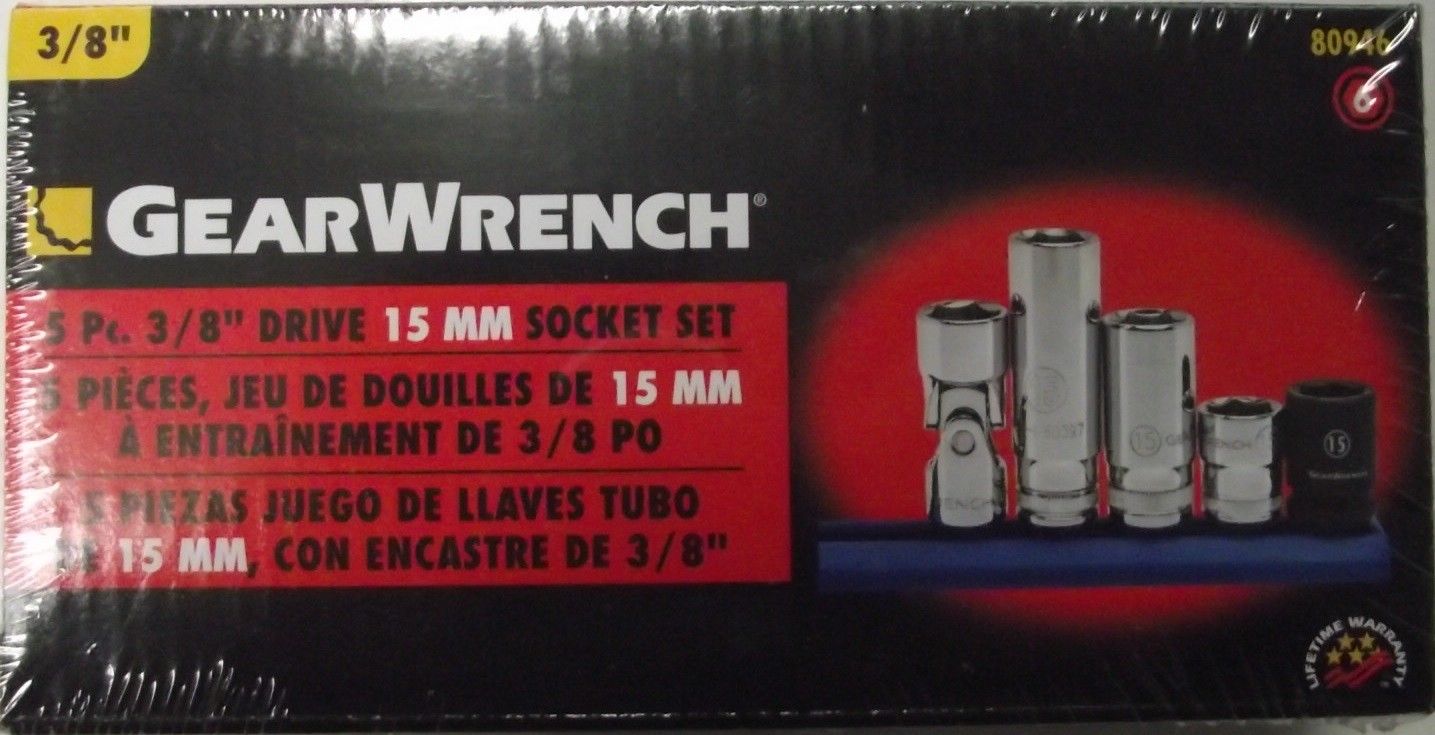 3/8"
80946
6
GEARWRENCH®
5 Pc. 3/8" DRIVE 15 MM SOCKET SET
5 PIÈCES, JEU DE DOUILLES DE 15 MM
À ENTRAÎNEMENT DE 3/8 PO
5 PIEZAS JUEGO DE LLAVES TUBO
DE 15 MM, CON ENCASTRE DE 3/8"
15
GEARWRENCH
15
GEARWRENCH
LIFETIME WARRANTY